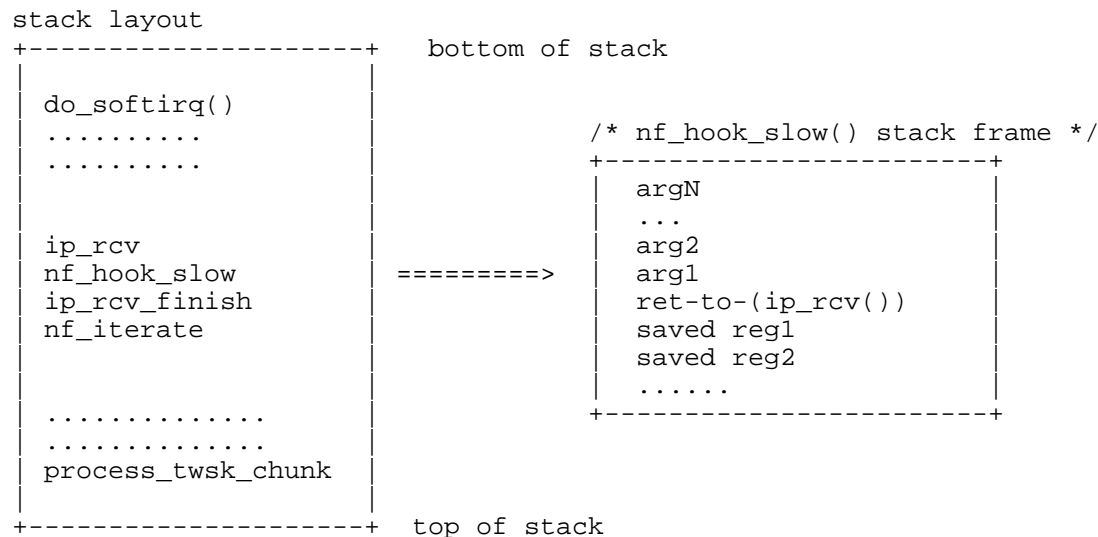 stack layout
+---------------------+ bottom of stack
| |
| do_softirq() |
| .......... | /* nf_hook_slow() stack frame */
| .......... | +------------------------+
| | | argN |
| | | ... |
| ip_rcv | | arg2 |
| nf_hook_slow | =========> | arg1 |
| ip_rcv_finish | | ret-to-(ip_rcv()) |
| nf_iterate | | saved reg1 |
| | | saved reg2 |
| | | ...... |
| .............. | +------------------------+
| .............. |
| process_twsk_chunk |
| |
+---------------------+ top of stack